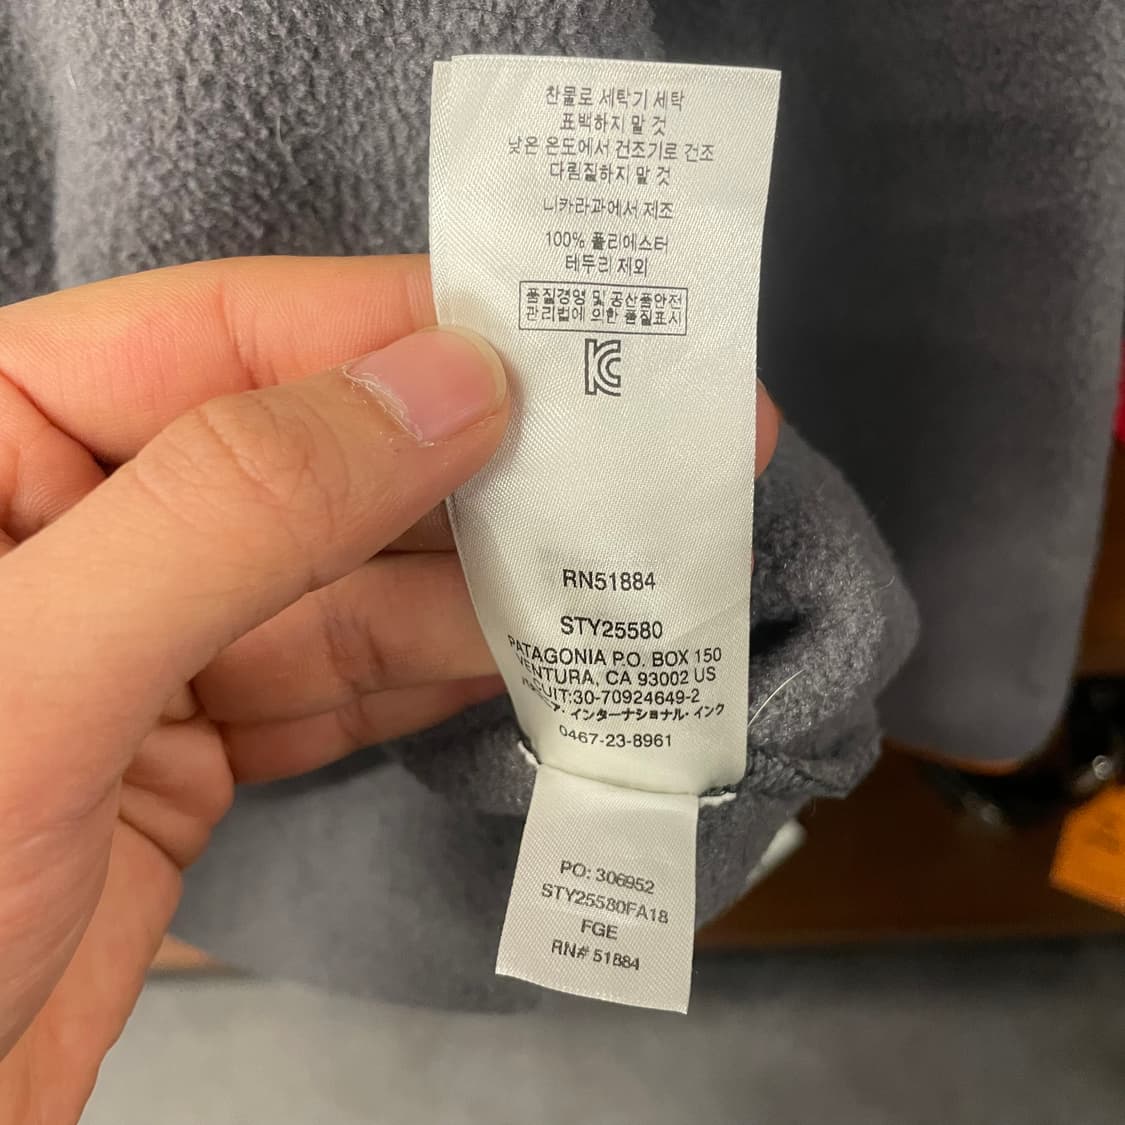 찬물로 세탁기 세탁
표백하지 말 것
낮은 온도에서 건조기로 건조
다림질하지 말 것
니카라과에서 제조
100% 폴리에스터
테두리 제외
품질경영 및 공산품안전
관리법에 의한 품질표시
KC
RN51884
STY25580
PATAGONIA P.O. BOX 150
VENTURA, CA 93002 US
CUIT:30-70924649-2
ア・インターナショナル・インク
0467-23-8961
PO: 306952
STY25580FA18
FGE
RN# 51884